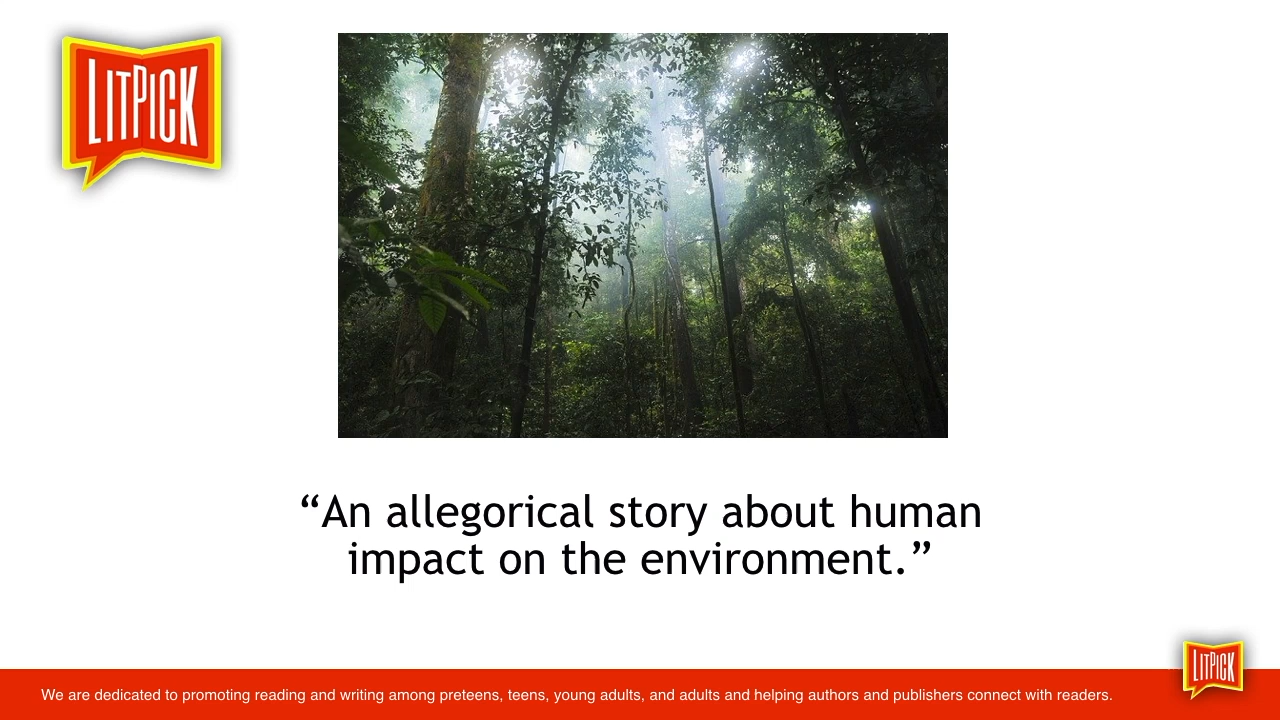 LITPICK
“An allegorical story about human
impact on the environment.”
We are dedicated to promoting reading and writing among preteens, teens, young adults, and adults and helping authors and publishers connect with readers.
LITPICK